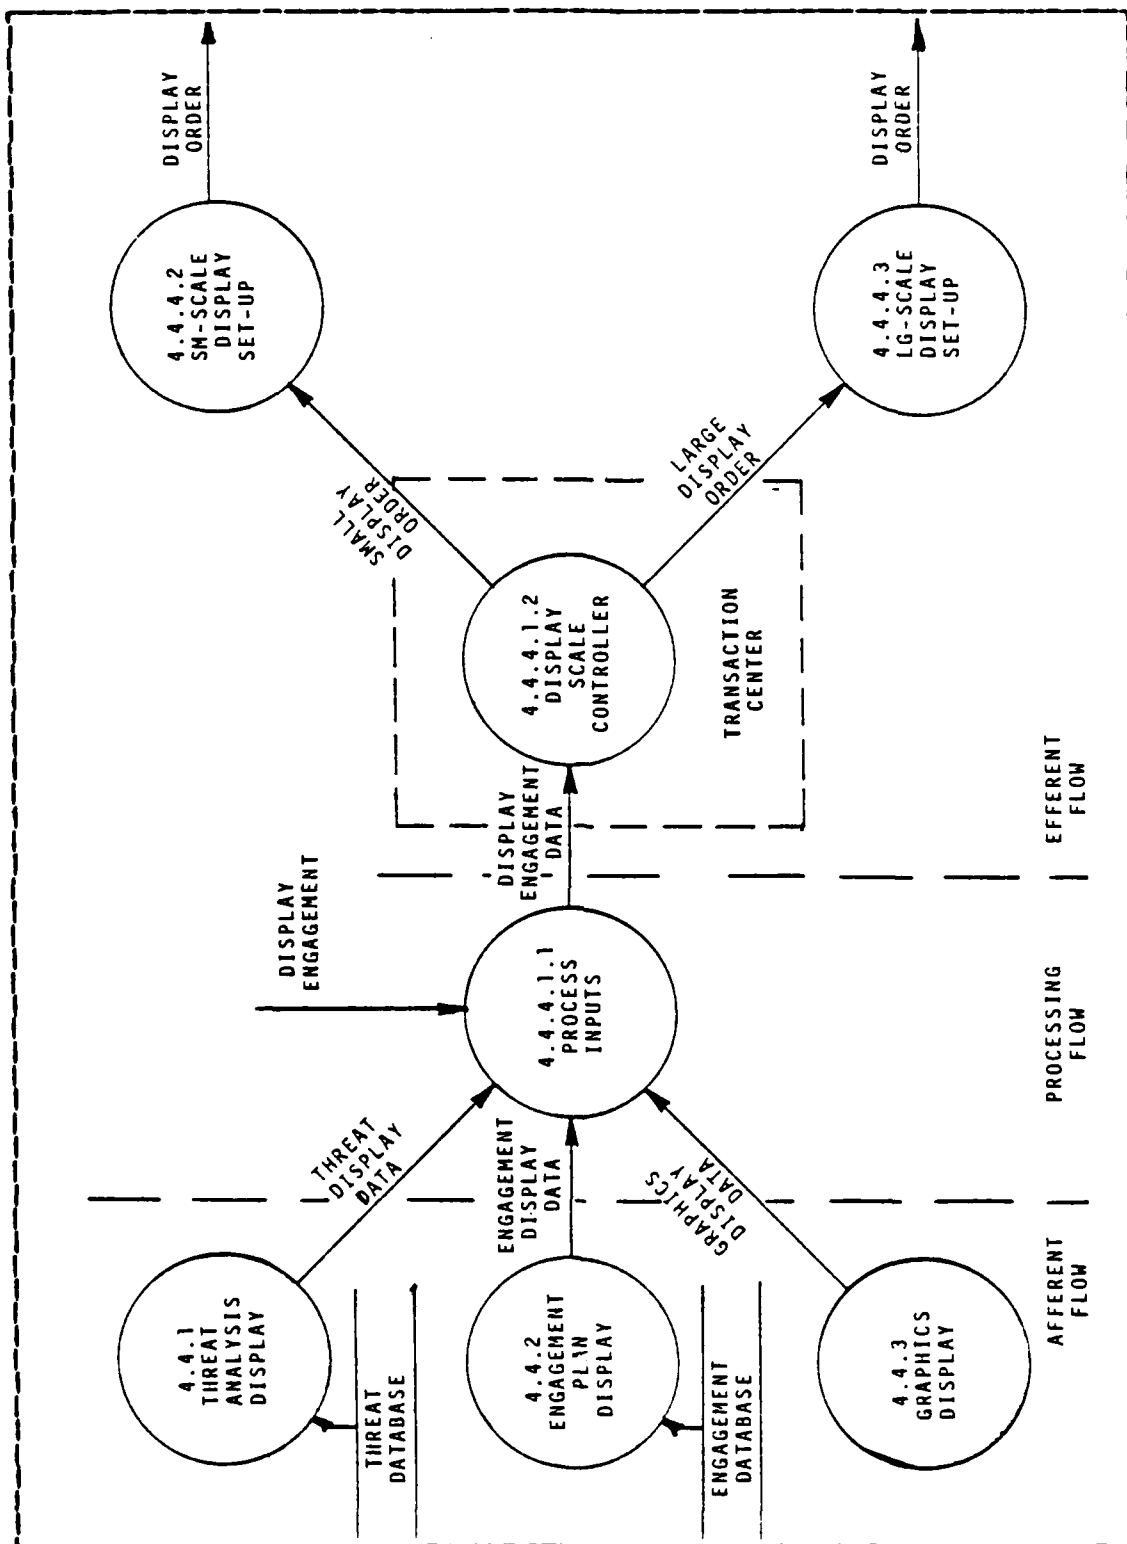 4.4.1
THREAT
ANALYSIS
DISPLAY
THREAT
DATABASE
4.4.2
ENGAGEMENT
PLAN
DISPLAY
ENGAGEMENT
DATABASE
4.4.3
GRAPHICS
DISPLAY
AFFERENT
FLOW
THREAT
DISPLAY
DATA
ENGAGEMENT
DISPLAY
DATA
GRAPHICS
DISPLAY
DATA
DISPLAY
ENGAGEMENT
4.4.4.1.1
PROCESS
INPUTS
PROCESSING
FLOW
DISPLAY
ENGAGEMENT
DATA
4.4.4.1.2
DISPLAY
SCALE
CONTROLLER
TRANSACTION
CENTER
EFFERENT
FLOW
SMALL
DISPLAY
ORDER
LARGE
DISPLAY
ORDER
4.4.4.2
SM-SCALE
DISPLAY
SET-UP
DISPLAY
ORDER
4.4.4.3
LG-SCALE
DISPLAY
SET-UP
DISPLAY
ORDER